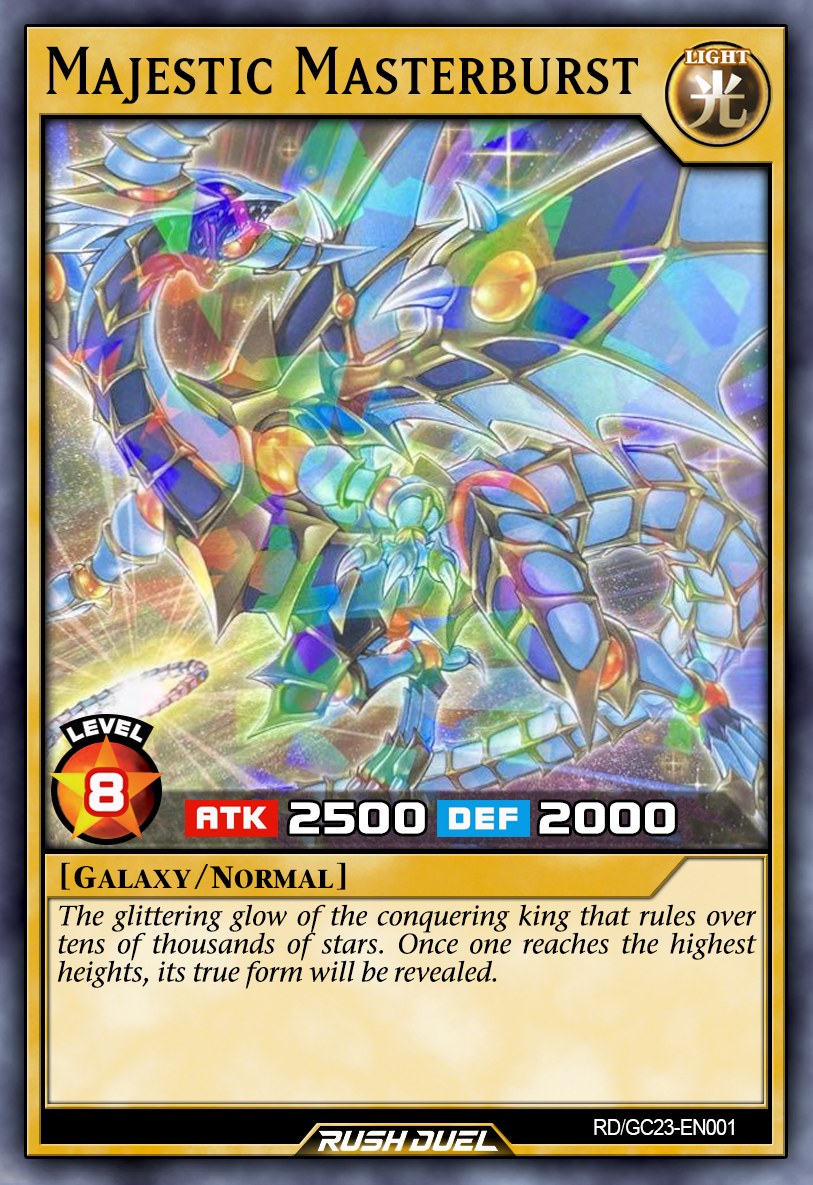 MAJESTIC MASTERBURST
LIGHT
光
LEVEL
8
ATK 2500 DEF 2000
[GALAXY/NORMAL]
The glittering glow of the conquering king that rules over
tens of thousands of stars. Once one reaches the highest
heights, its true form will be revealed.
RD/GC23-EN001
RUSH DUEL